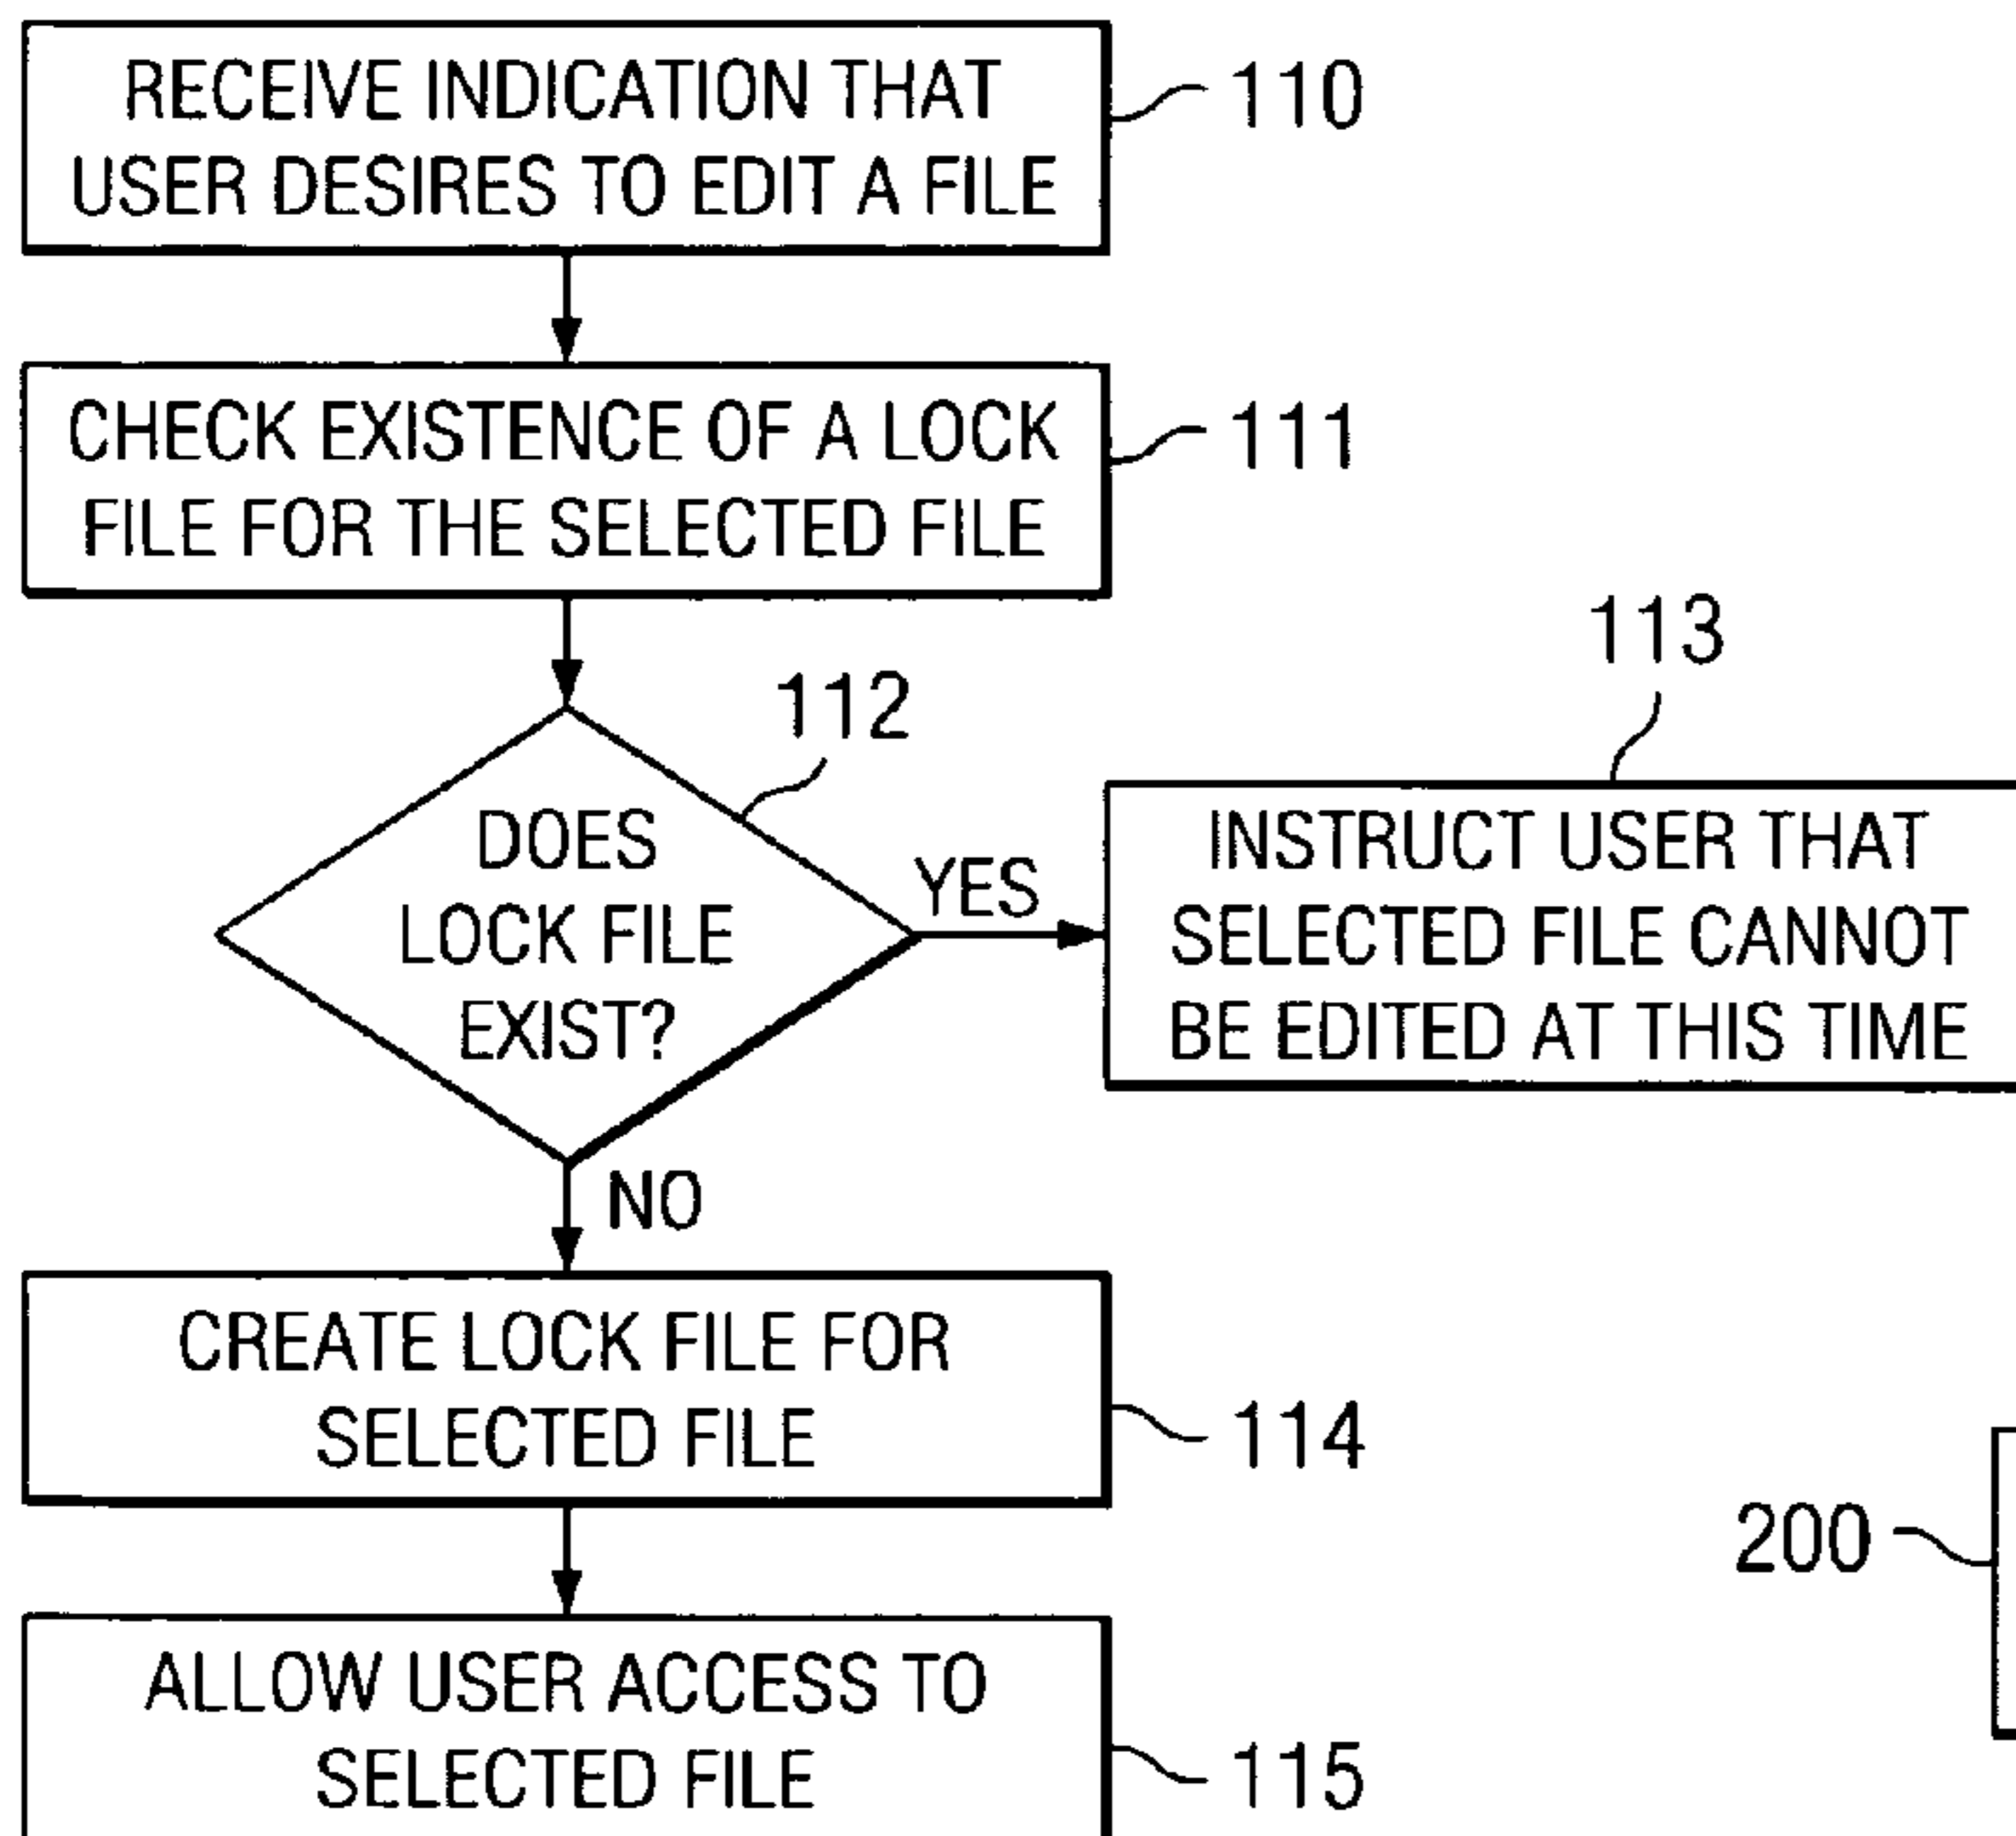 RECEIVE INDICATION THAT
USER DESIRES TO EDIT A FILE
110
CHECK EXISTENCE OF A LOCK
FILE FOR THE SELECTED FILE
111
112
113
DOES
LOCK FILE
EXIST?
YES
INSTRUCT USER THAT
SELECTED FILE CANNOT
BE EDITED AT THIS TIME
NO
CREATE LOCK FILE FOR
SELECTED FILE
114
200
ALLOW USER ACCESS TO
SELECTED FILE
115